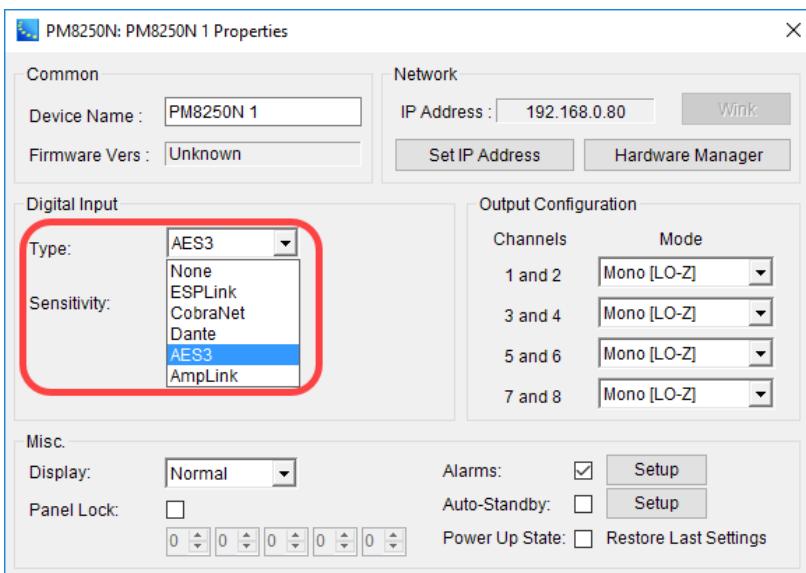 PM8250N: PM8250N 1 Properties
Common
Device Name : PM8250N 1
Firmware Vers : Unknown
Network
IP Address : 192.168.0.80 Wink
Set IP Address Hardware Manager
Digital Input
Type: AES3
None
ESPLink
CobraNet
Dante
AES3
AmpLink
Sensitivity:
Output Configuration
Channels Mode
1 and 2 Mono [LO-Z]
3 and 4 Mono [LO-Z]
5 and 6 Mono [LO-Z]
7 and 8 Mono [LO-Z]
Misc.
Display: Normal
Panel Lock:
0 0 0 0 0
Alarms: Setup
Auto-Standby: Setup
Power Up State: Restore Last Settings